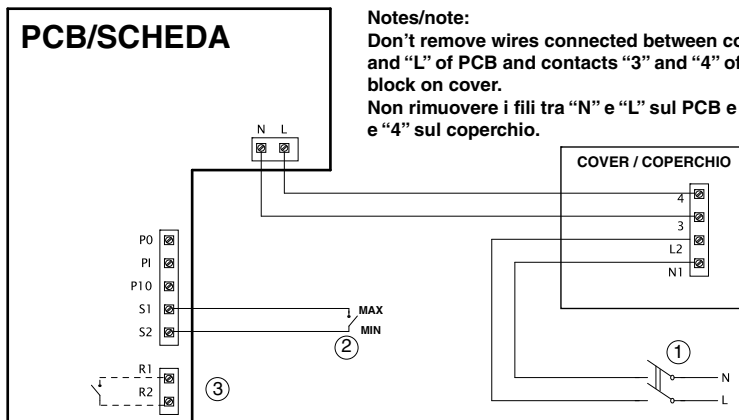 PCB/SCHEDA
Notes/note:
Don't remove wires connected between co
and “L” of PCB and contacts “3” and “4” of
block on cover.
Non rimuovere i fili tra “N” e “L” sul PCB e
e “4” sul coperchio.
N L
COVER / COPERCHIO
4
3
L2
N1
P0
PI
P10
S1
S2
MAX
MIN
2
R1
R2
3
1
N
L